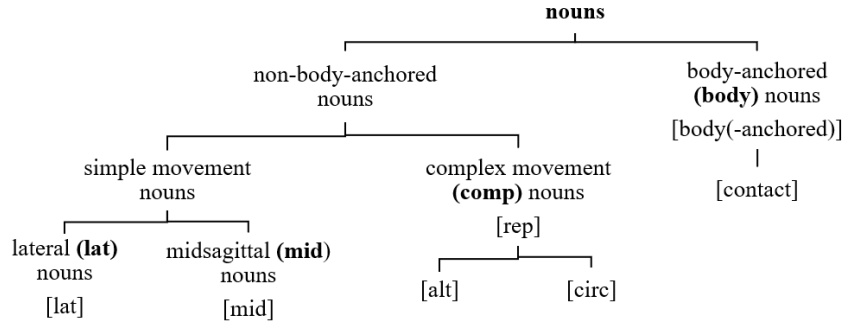 nouns
non-body-anchored
nouns
body-anchored
(body) nouns
[body(-anchored)]
[contact]
simple movement
nouns
complex movement
(comp) nouns
[rep]
lateral (lat)
nouns
[lat]
midsagittal (mid)
nouns
[mid]
[alt]
[circ]